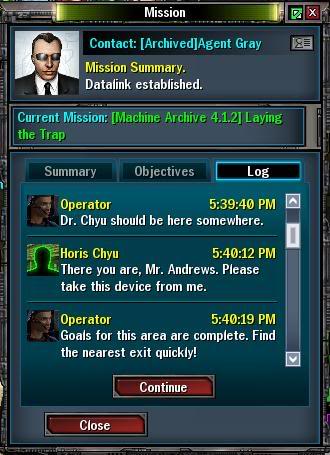 Mission
Contact: [Archived]Agent Gray
Mission Summary.
Datalink established.
Current Mission: [Machine Archive 4.1.2] Laying
the Trap
Summary
Objectives
Log
Operator 5:39:40 PM
Dr. Chyu should be here somewhere.
Horis Chyu 5:40:12 PM
There you are, Mr. Andrews. Please
take this device from me.
Operator 5:40:19 PM
Goals for this area are complete. Find
the nearest exit quickly!
Continue
Close